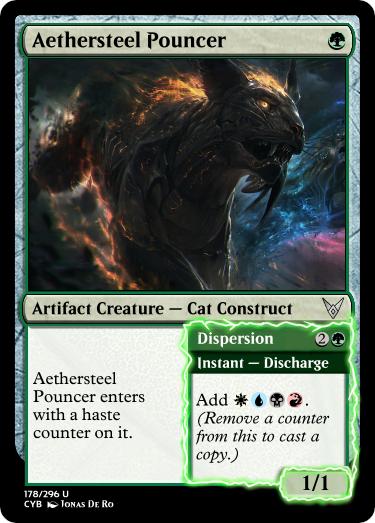 Aethersteel Pouncer
Artifact Creature — Cat Construct
Aethersteel
Pouncer enters
with a haste
counter on it.
Dispersion 2
Instant — Discharge
Add
(Remove a counter
from this to cast a
copy.)
1/1
178/296 U
CYB Jonas De Ro